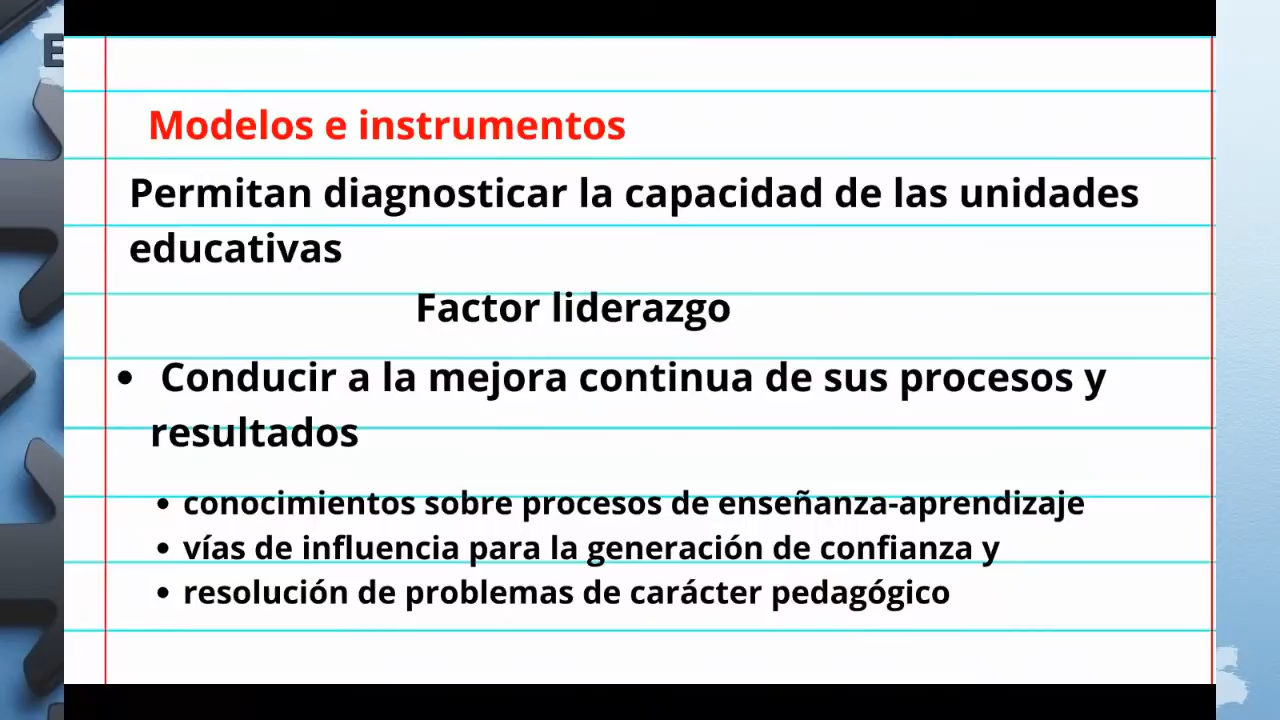 E
Modelos e instrumentos
Permitan diagnosticar la capacidad de las unidades
educativas
Factor liderazgo
• Conducir a la mejora continua de sus procesos y
resultados
• conocimientos sobre procesos de enseñanza-aprendizaje
• vías de influencia para la generación de confianza y
• resolución de problemas de carácter pedagógico